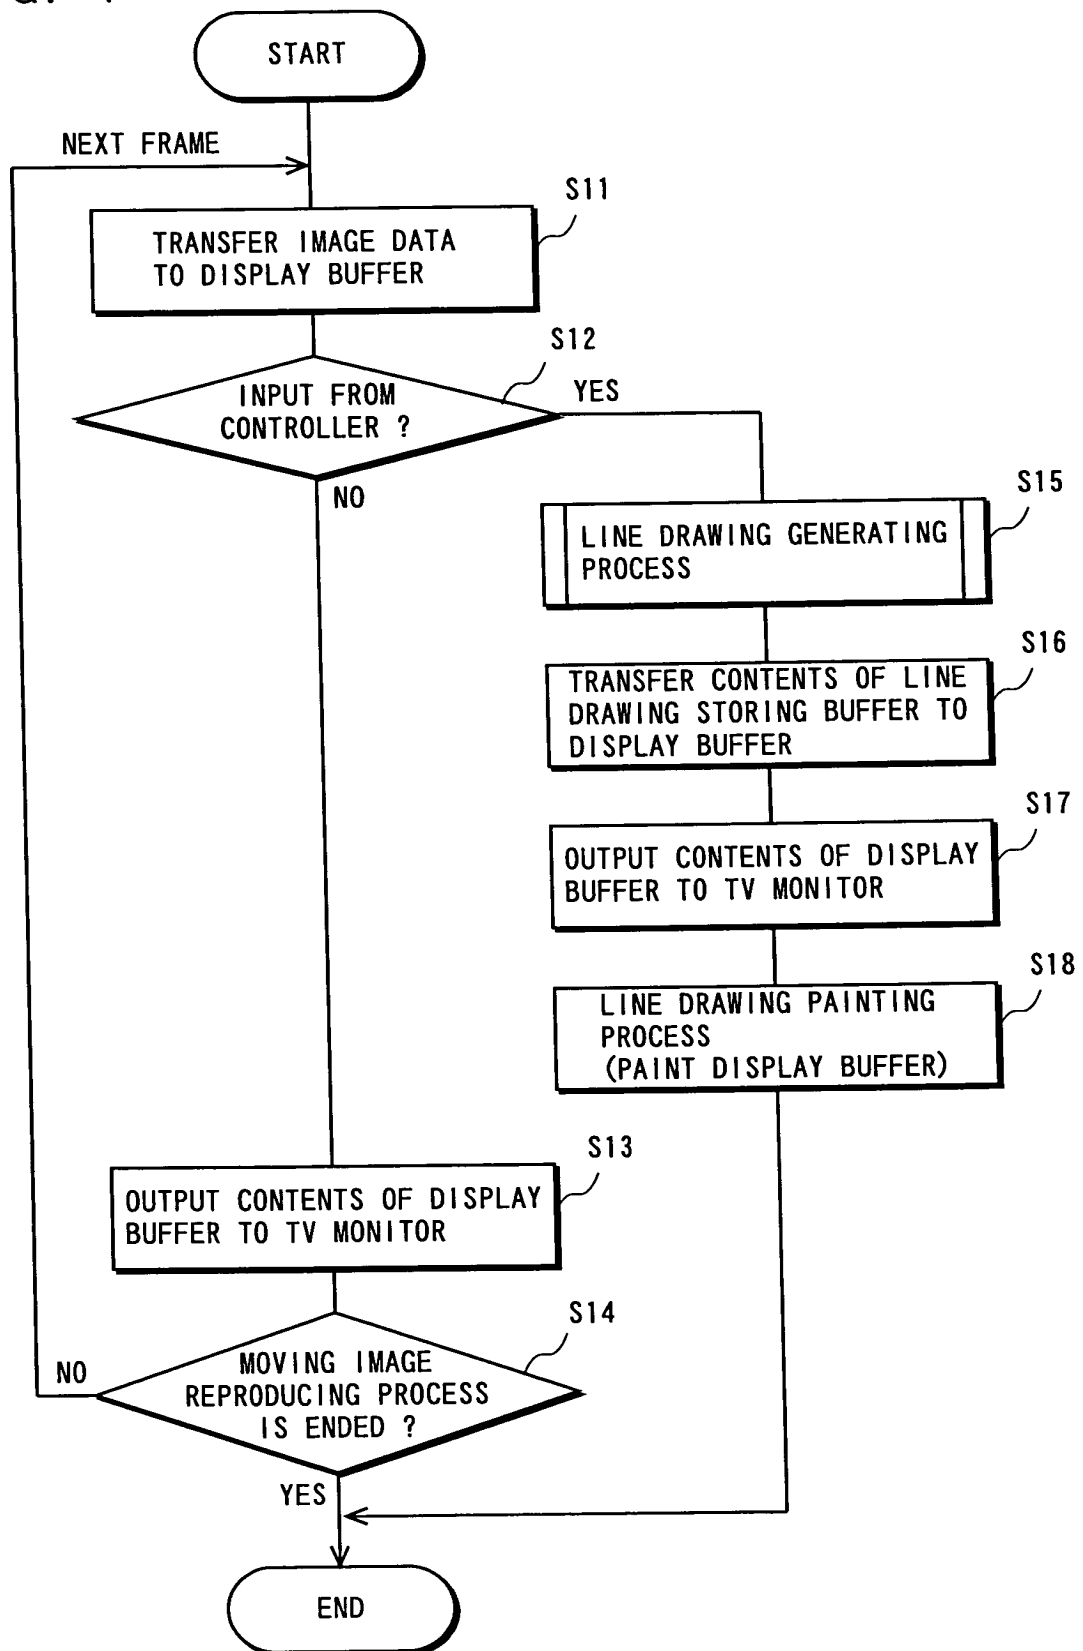 START
NEXT FRAME
S11
TRANSFER IMAGE DATA
TO DISPLAY BUFFER
S12
INPUT FROM
CONTROLLER ?
YES
NO
S15
LINE DRAWING GENERATING
PROCESS
S16
TRANSFER CONTENTS OF LINE
DRAWING STORING BUFFER TO
DISPLAY BUFFER
S17
OUTPUT CONTENTS OF DISPLAY
BUFFER TO TV MONITOR
S18
LINE DRAWING PAINTING
PROCESS
(PAINT DISPLAY BUFFER)
S13
OUTPUT CONTENTS OF DISPLAY
BUFFER TO TV MONITOR
S14
MOVING IMAGE
REPRODUCING PROCESS
IS ENDED ?
NO
YES
END